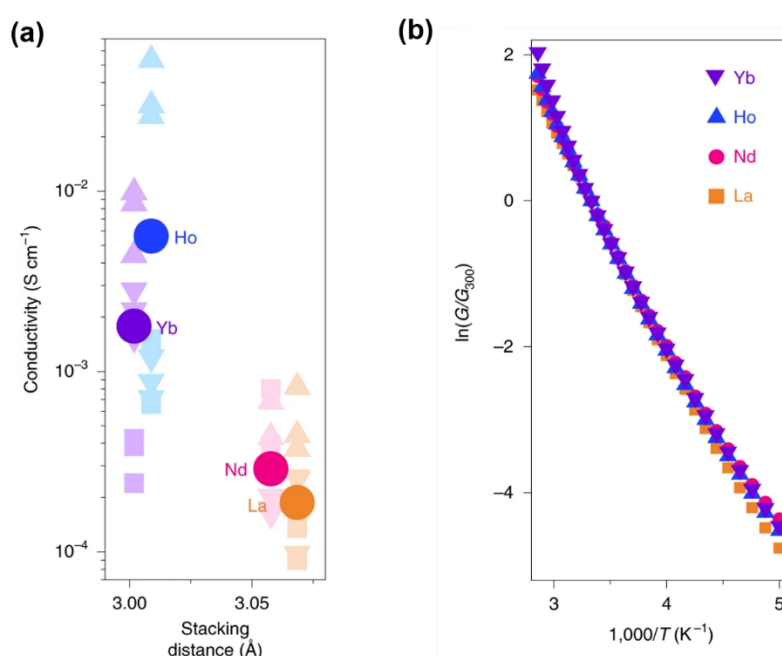 (a)
Conductivity (S cm⁻¹)
10⁻²
10⁻³
10⁻⁴
Ho
Yb
Nd
La
3.00
3.05
Stacking
distance (Å)
(b)
ln(G/G₃₀₀)
2
0
−2
−4
Yb
Ho
Nd
La
3
4
5
1,000/T (K⁻¹)